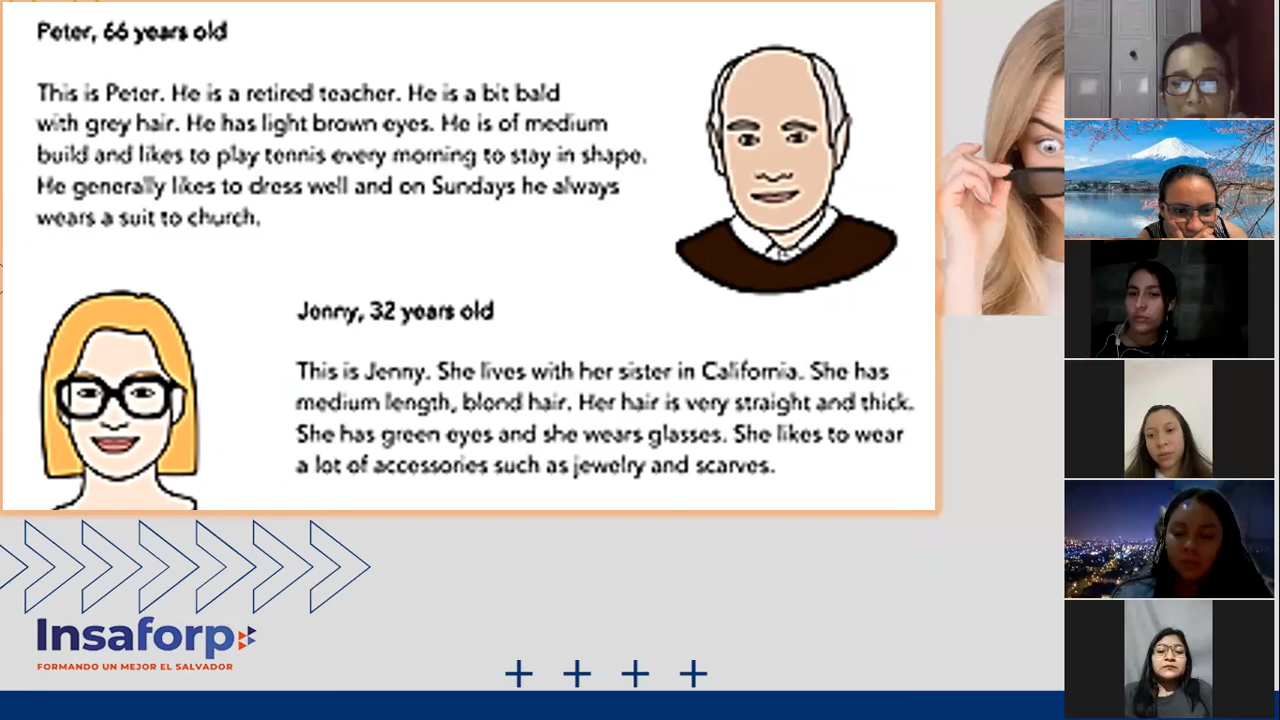 Peter, 66 years old
This is Peter. He is a retired teacher. He is a bit bald
with grey hair. He has light brown eyes. He is of medium
build and likes to play tennis every morning to stay in shape.
He generally likes to dress well and on Sundays he always
wears a suit to church.
Jenny, 32 years old
This is Jenny. She lives with her sister in California. She has
medium length, blond hair. Her hair is very straight and thick.
She has green eyes and she wears glasses. She likes to wear
a lot of accessories such as jewelry and scarves.
Insaforp
FORMANDO UN MEJOR EL SALVADOR